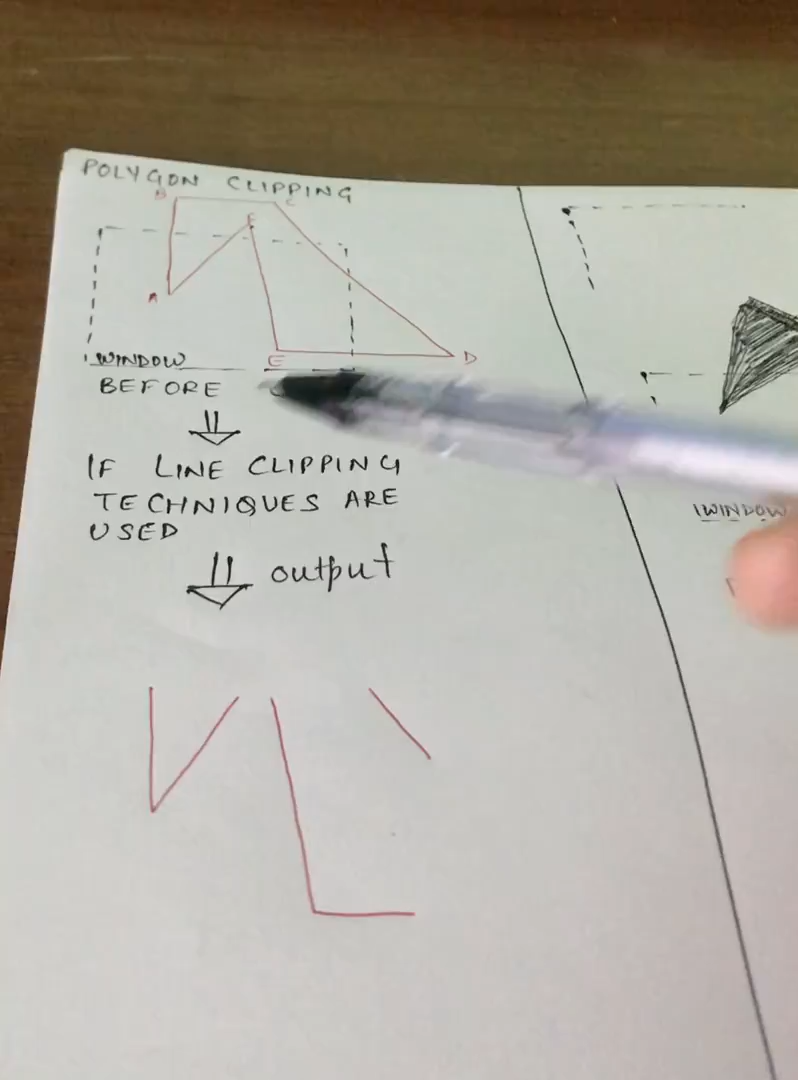 POLYGON CLIPPING
B
C
F
A
WINDOW
E
D
BEFORE
IF LINE CLIPPING
TECHNIQUES ARE
USED
output
WINDOW